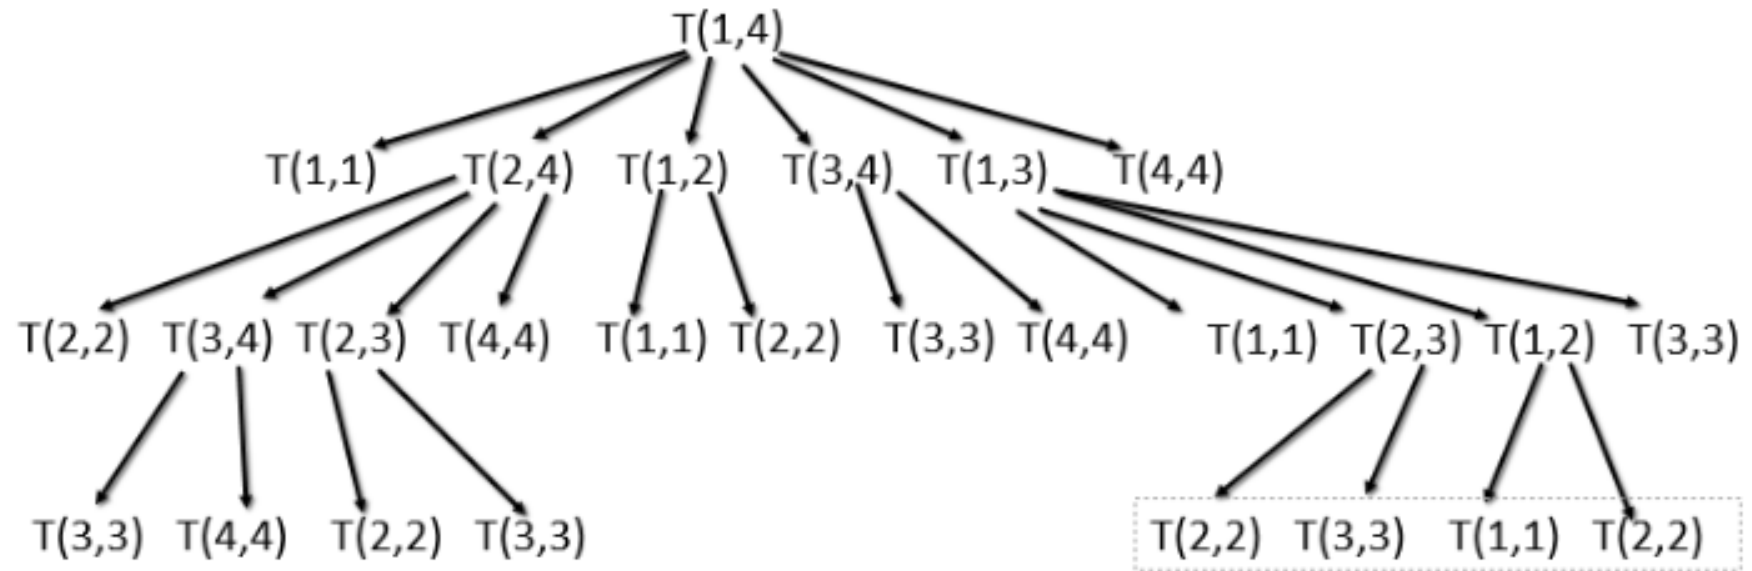 T(1,4)
T(1,1) T(2,4) T(1,2) T(3,4) T(1,3) T(4,4)
T(2,2) T(3,4) T(2,3) T(4,4) T(1,1) T(2,2) T(3,3) T(4,4) T(1,1) T(2,3) T(1,2) T(3,3)
T(3,3) T(4,4) T(2,2) T(3,3) T(2,2) T(3,3) T(1,1) T(2,2)